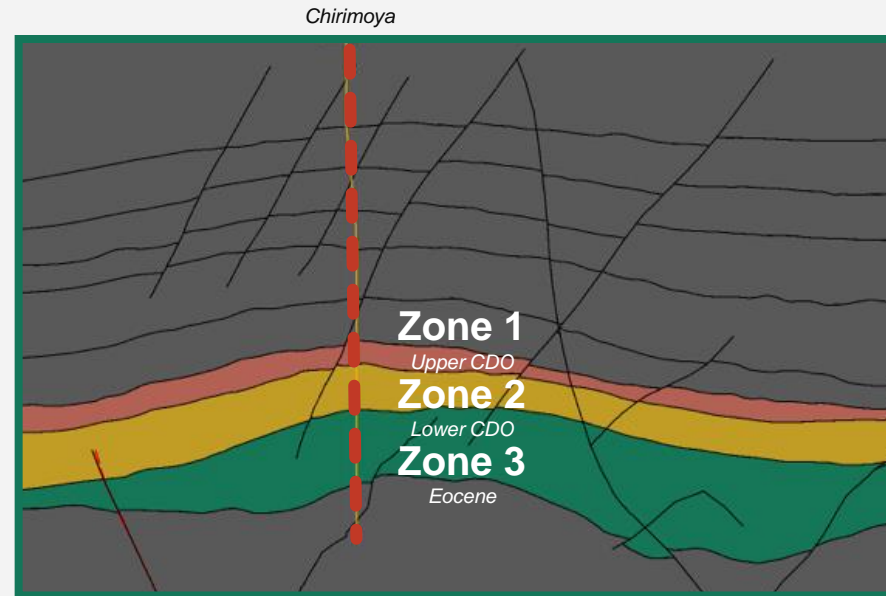 Chirimoya
Zone 1
Upper CDO
Zone 2
Lower CDO
Zone 3
Eocene